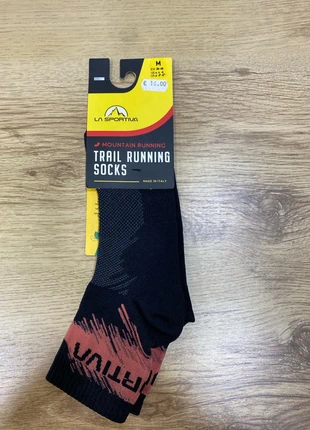 M
LA SPORTIVA
MOUNTAIN RUNNING
TRAIL RUNNING
SOCKS
MADE IN ITALY
RTIVA